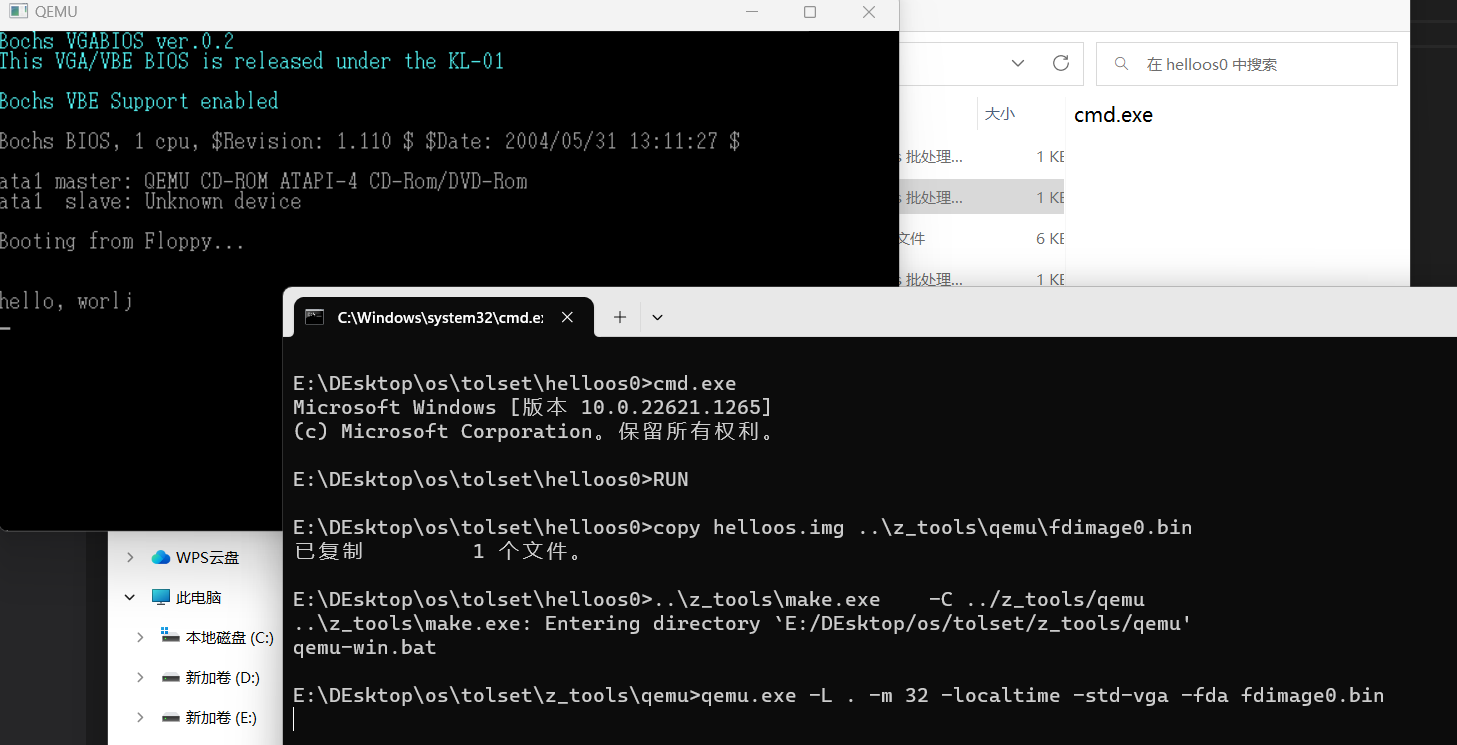 QEMU
Bochs VGABIOS ver.0.2
This VGA/VBE BIOS is released under the KL-01
Bochs VBE Support enabled
Bochs BIOS, 1 cpu, $Revision: 1.110 $ $Date: 2004/05/31 13:11:27 $
ata1 master: QEMU CD-ROM ATAPI-4 CD-Rom/DVD-Rom
ata1  slave: Unknown device
Booting from Floppy...
hello, worlj
在 helloos0 中搜索
大小
cmd.exe
s 批处理... 1 KB
s 批处理... 1 KB
文件 6 KB
s 批处理... 1 KB
C:\Windows\system32\cmd.e
E:\DEsktop\os\tolset\helloos0>cmd.exe
Microsoft Windows [版本 10.0.22621.1265]
(c) Microsoft Corporation。保留所有权利。
E:\DEsktop\os\tolset\helloos0>RUN
E:\DEsktop\os\tolset\helloos0>copy helloos.img ..\z_tools\qemu\fdimage0.bin
已复制         1 个文件。
E:\DEsktop\os\tolset\helloos0>..\z_tools\make.exe    -C ../z_tools/qemu
..\z_tools\make.exe: Entering directory `E:/DEsktop/os/tolset/z_tools/qemu'
qemu-win.bat
E:\DEsktop\os\tolset\z_tools\qemu>qemu.exe -L . -m 32 -localtime -std-vga -fda fdimage0.bin
WPS云盘
此电脑
本地磁盘 (C:)
新加卷 (D:)
新加卷 (E:)